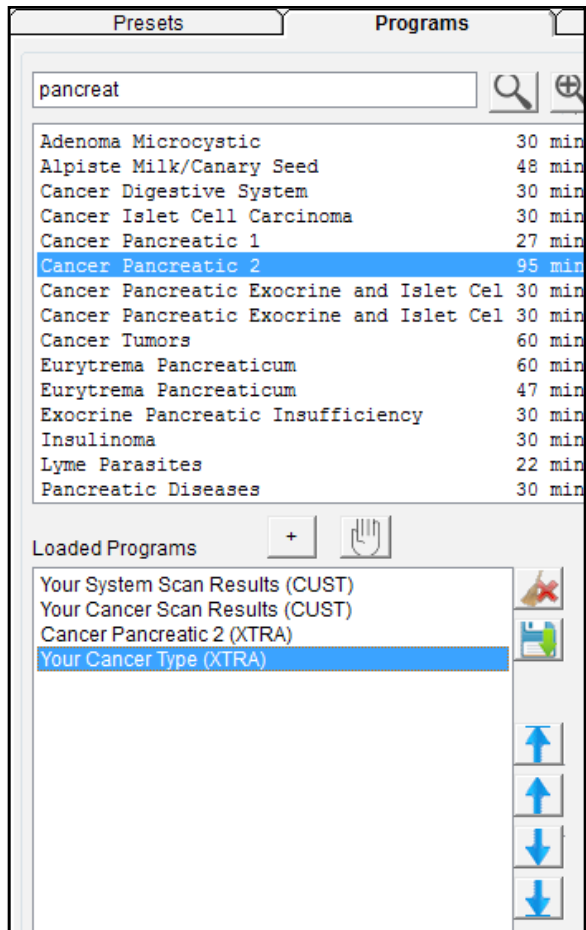 Presets Programs
pancreat
Adenoma Microcystic 30 min
Alpiste Milk/Canary Seed 48 min
Cancer Digestive System 30 min
Cancer Islet Cell Carcinoma 30 min
Cancer Pancreatic 1 27 min
Cancer Pancreatic 2 95 min
Cancer Pancreatic Exocrine and Islet Cel 30 min
Cancer Pancreatic Exocrine and Islet Cel 30 min
Cancer Tumors 60 min
Eurytrema Pancreaticum 60 min
Eurytrema Pancreaticum 47 min
Exocrine Pancreatic Insufficiency 30 min
Insulinoma 30 min
Lyme Parasites 22 min
Pancreatic Diseases 30 min
Loaded Programs +
Your System Scan Results (CUST)
Your Cancer Scan Results (CUST)
Cancer Pancreatic 2 (XTRA)
Your Cancer Type (XTRA)